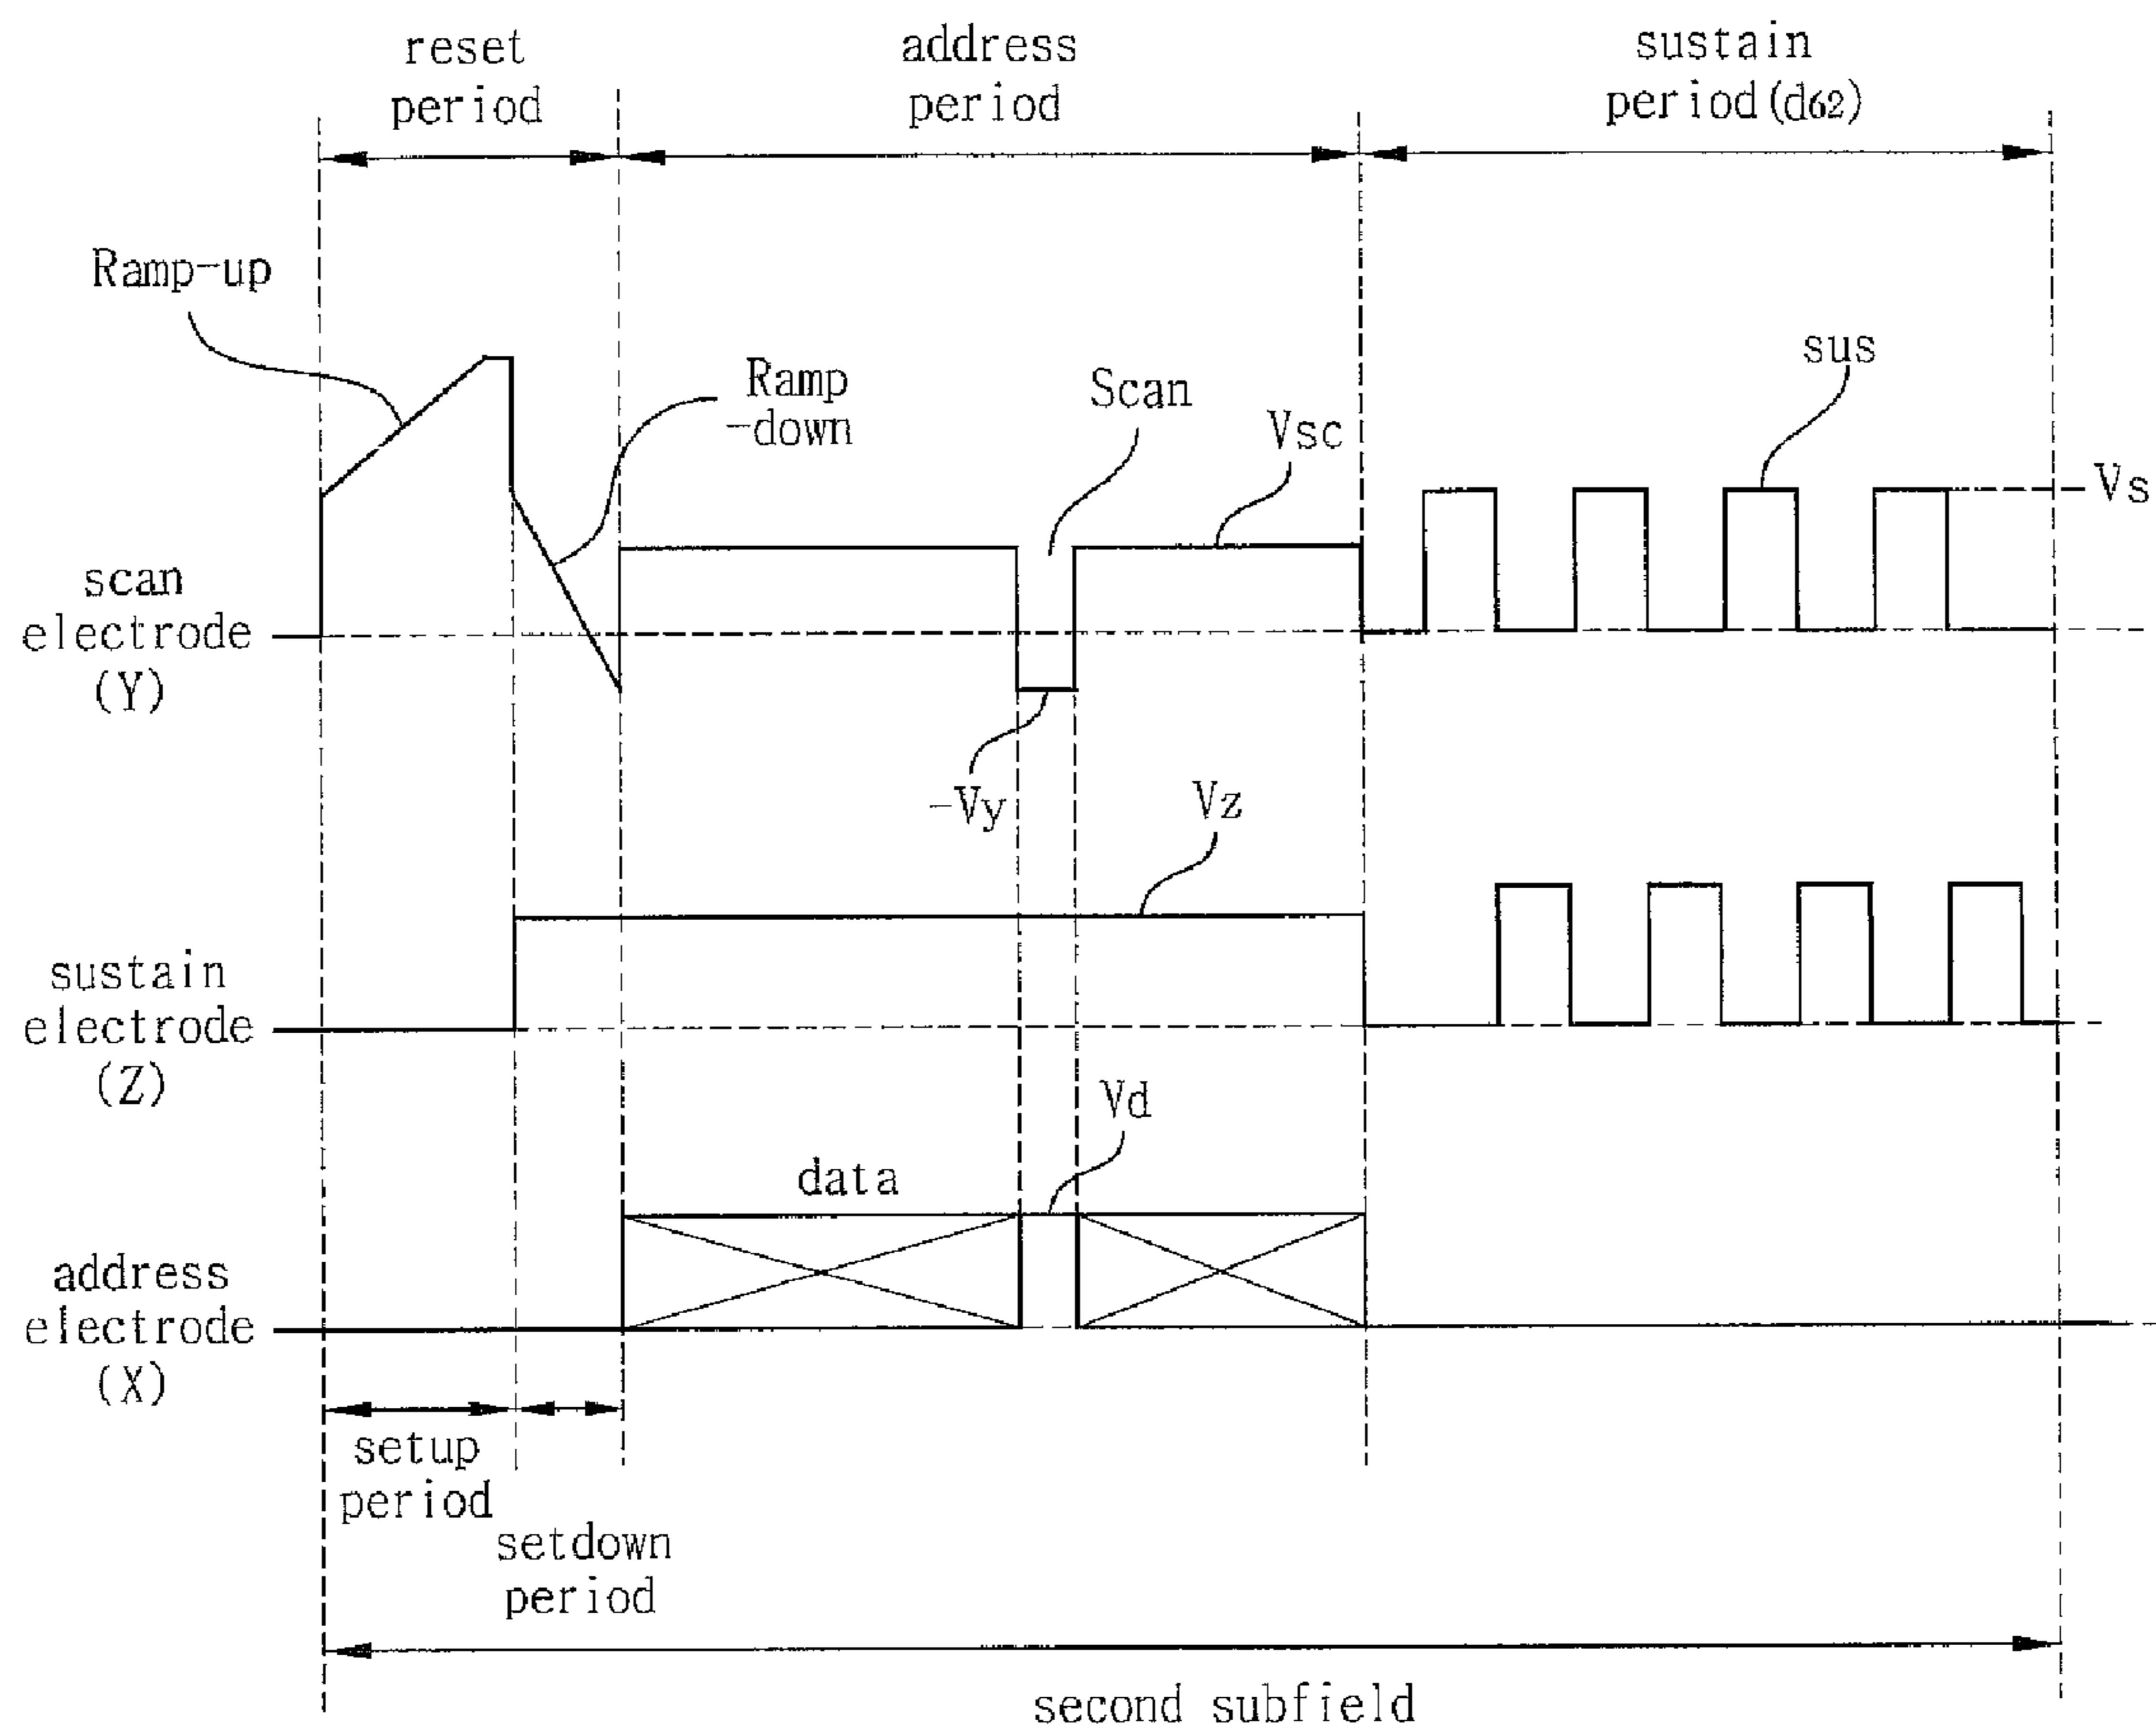 reset
period
address
period
sustain
period(d62)
Ramp-up
Ramp
-down
Scan
Vsc
sus
Vs
scan
electrode
(Y)
-Vy
Vz
sustain
electrode
(Z)
Vd
data
address
electrode
(X)
setup
period
setdown
period
second subfield